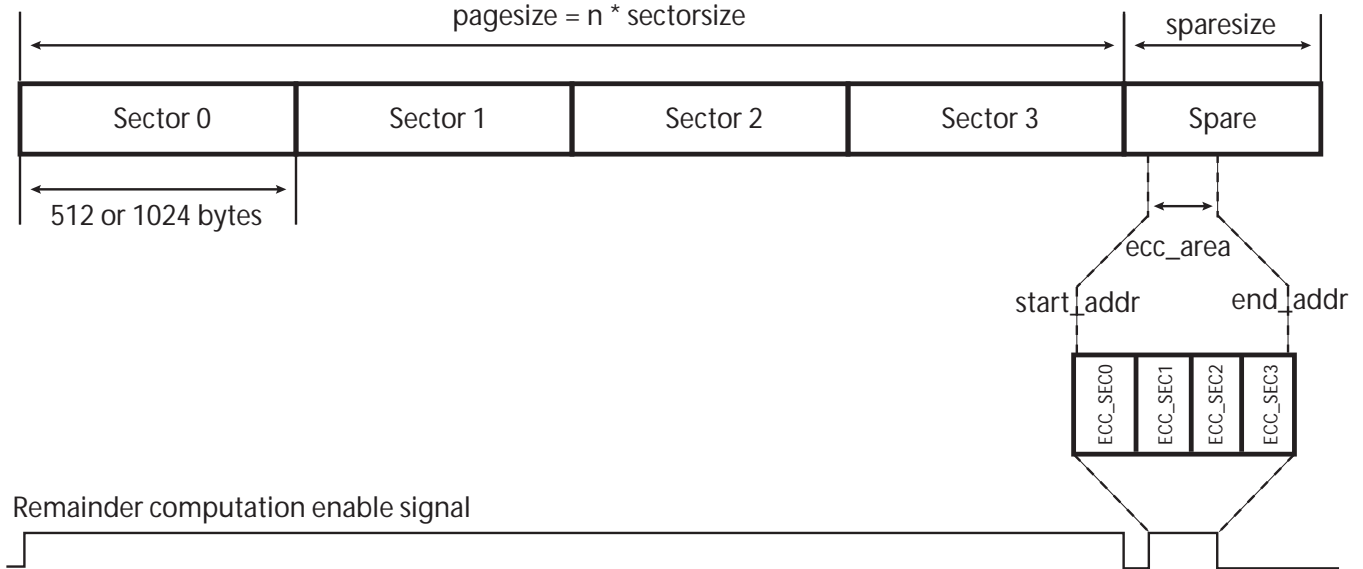 pagesize = n * sectorsize
sparesize
Sector 0
Sector 1
Sector 2
Sector 3
Spare
512 or 1024 bytes
ecc_area
start_addr
end_addr
ECC_SEC0
ECC_SEC1
ECC_SEC2
ECC_SEC3
Remainder computation enable signal